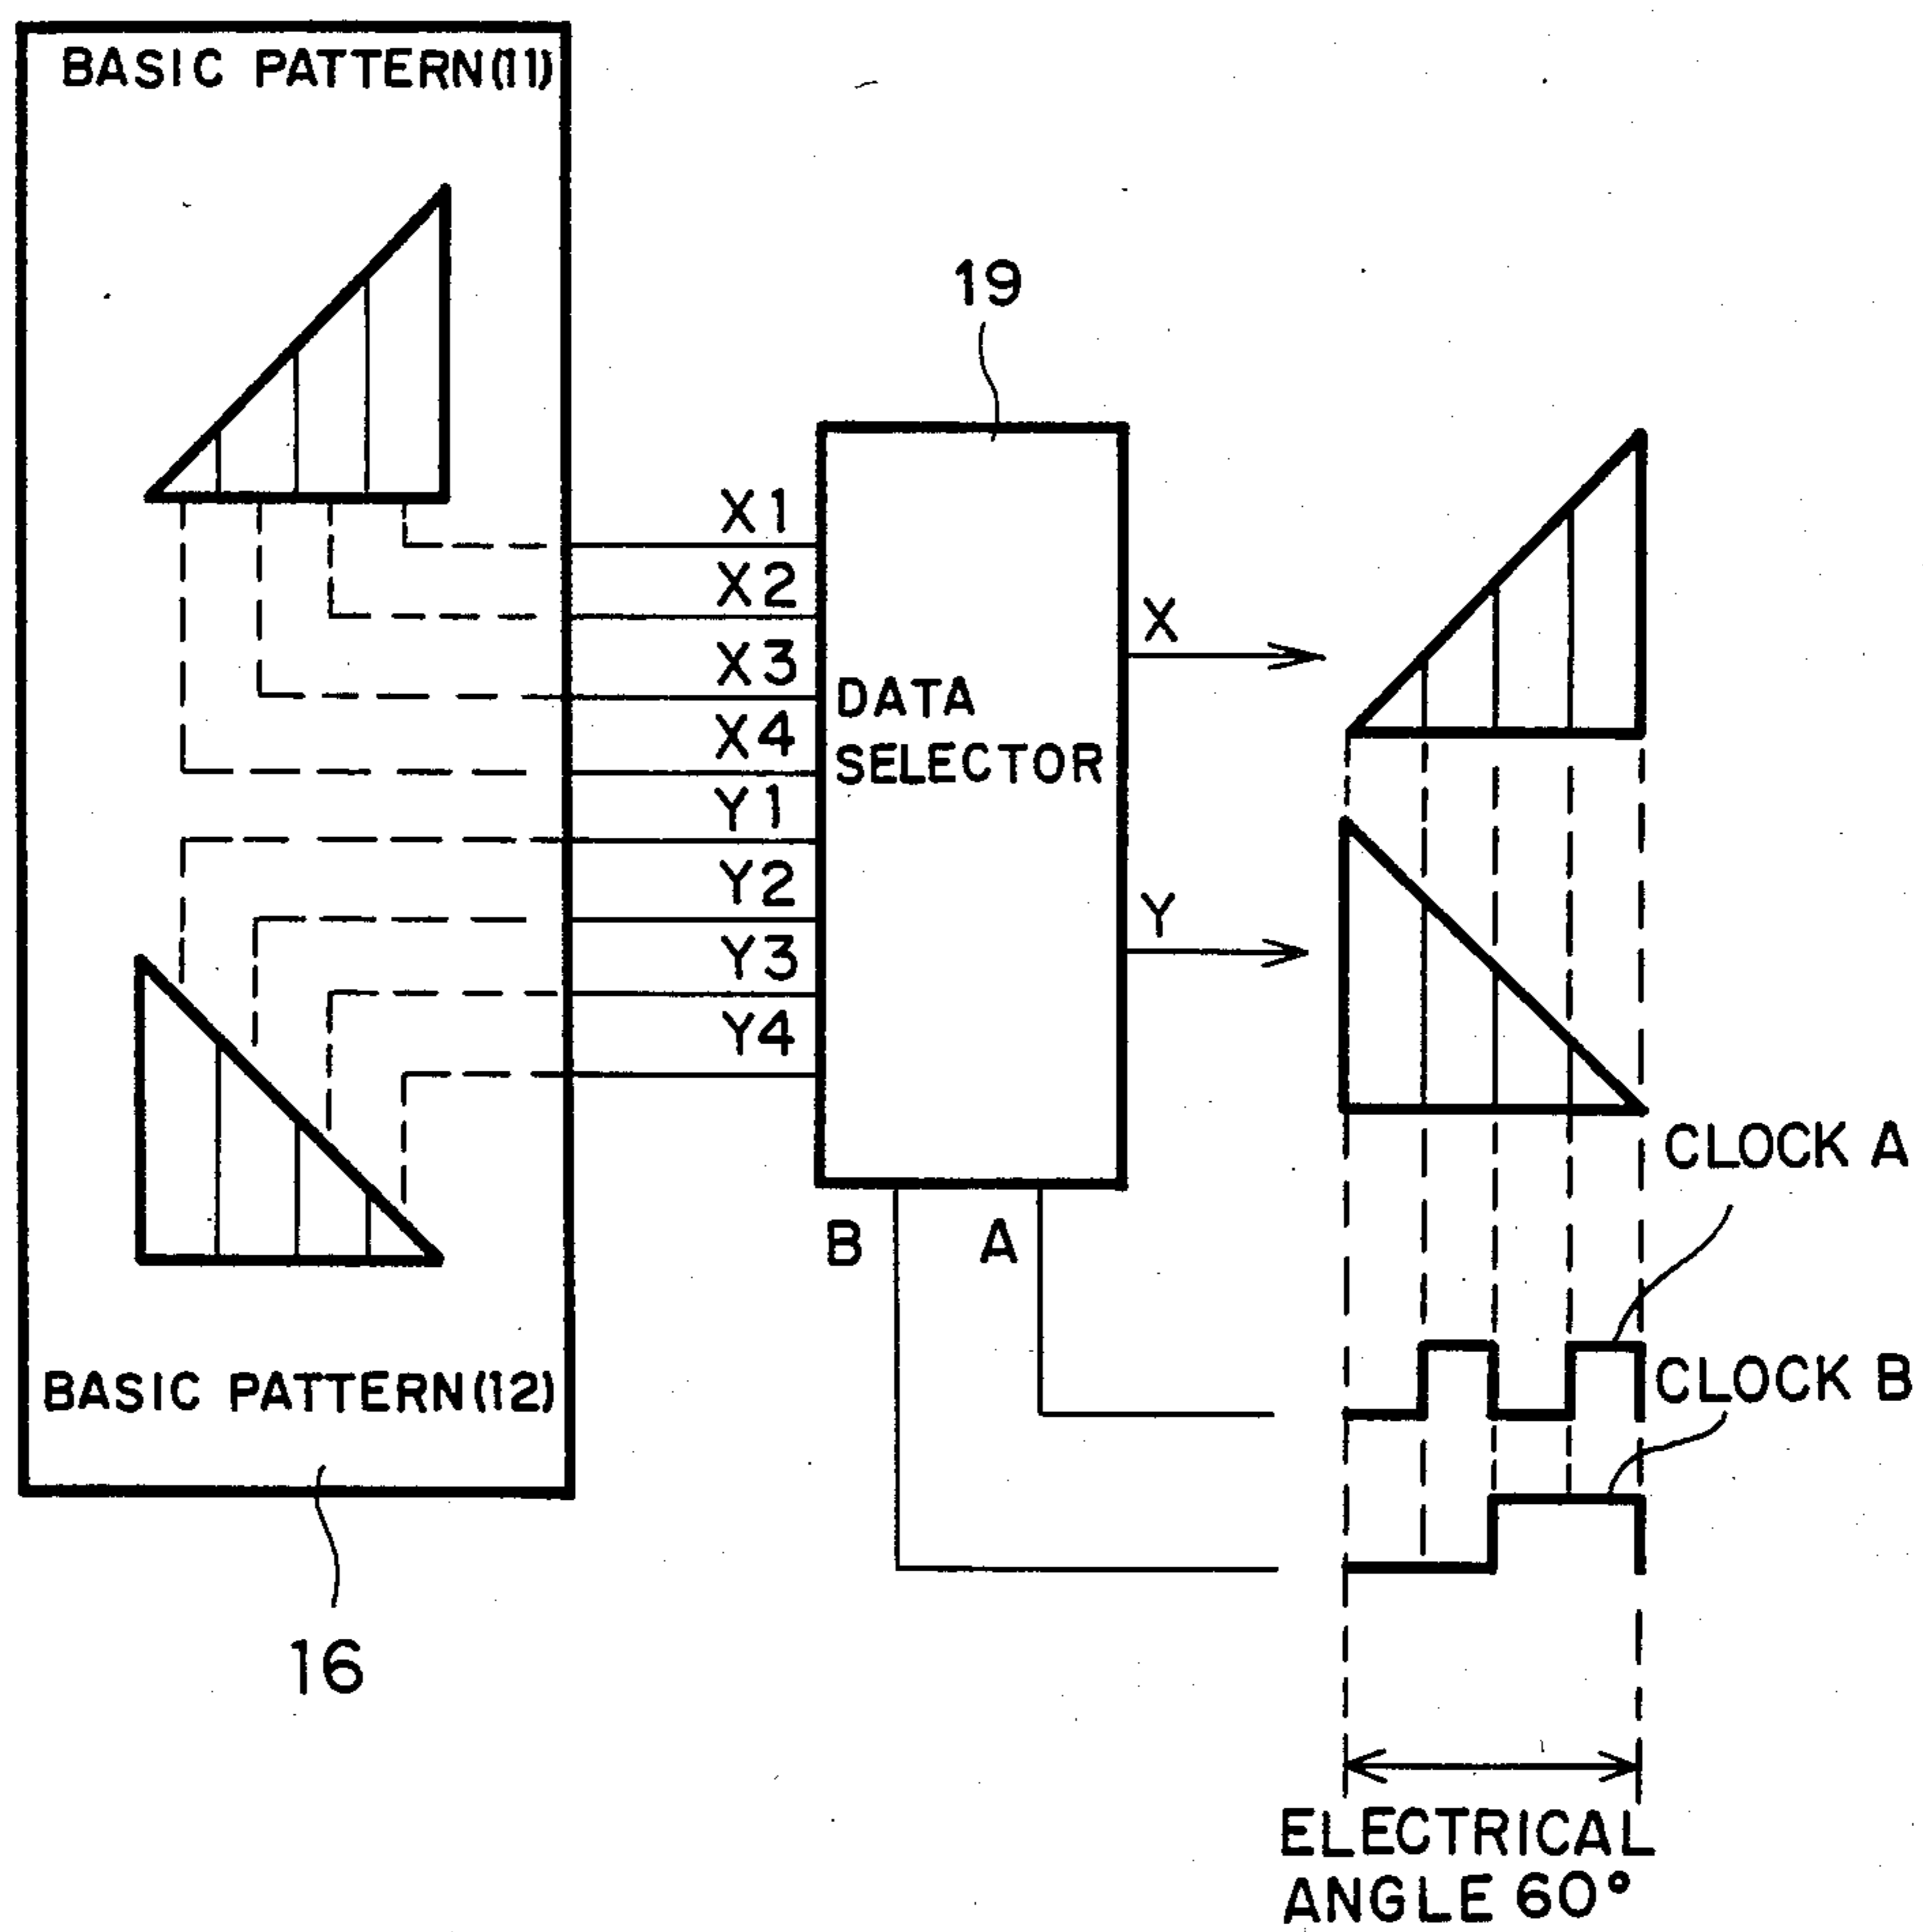 BASIC PATTERN(11)
19
X1
X2
X3
X4
Y1
Y2
Y3
Y4
DATA
SELECTOR
X
Y
B
A
CLOCK A
CLOCK B
BASIC PATTERN(12)
16
ELECTRICAL
ANGLE 60°